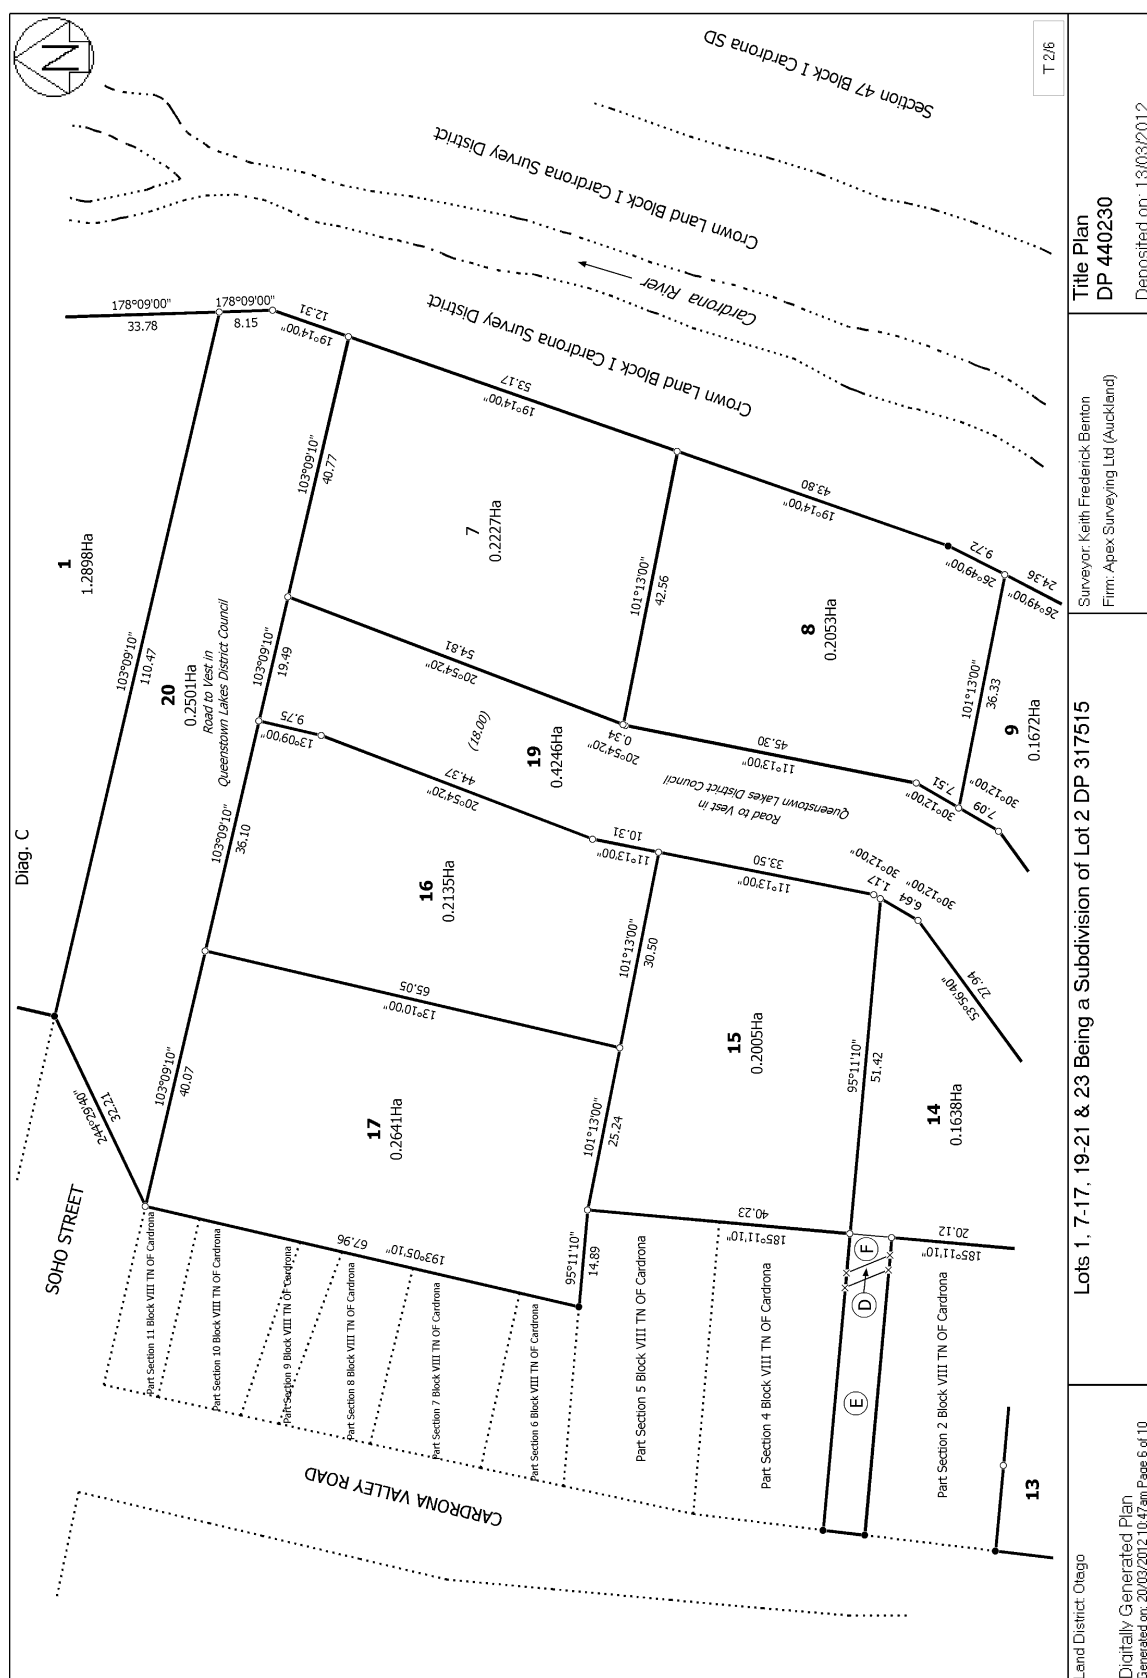 N
T 2/6
Diag. C
Section 47 Block I Cardrona SD
Crown Land Block I Cardrona Survey District
Cardrona River
Crown Land Block I Cardrona Survey District
178°09'00"
33.78
178°09'00"
8.15
12.31
19°14'00"
53.17
19°14'00"
43.80
19°14'00"
9.72
26°49'00"
24.36
26°49'00"
1
1.2898Ha
103°09'10"
110.47
20
0.2501Ha
Road to Vest in
Queenstown Lakes District Council
244°29'40"
32.21
SOHO STREET
103°09'10"
40.07
103°09'10"
36.10
103°09'10"
19.49
103°09'10"
40.77
7
0.2227Ha
54.81
20°54'20"
101°13'00"
42.56
8
0.2053Ha
101°13'00"
36.33
9
0.1672Ha
9.75
13°09'00"
44.37
20°54'20"
(18.00)
19
0.4246Ha
0.34
20°54'20"
45.30
11°13'00"
Road to Vest in
Queenstown Lakes District Council
7.51
30°12'00"
7.09
30°12'00"
10.31
11°13'00"
33.50
11°13'00"
1.17
30°12'00"
6.64
30°12'00"
27.94
53°56'40"
16
0.2135Ha
65.05
13°10'00"
101°13'00"
30.50
17
0.2641Ha
101°13'00"
25.24
15
0.2005Ha
95°11'10"
51.42
14
0.1638Ha
67.96
193°05'10"
95°11'10"
14.89
40.23
185°11'10"
20.12
185°11'10"
Part Section 11 Block VIII TN OF Cardrona
Part Section 10 Block VIII TN OF Cardrona
Part Section 9 Block VIII TN OF Cardrona
Part Section 8 Block VIII TN OF Cardrona
Part Section 7 Block VIII TN OF Cardrona
Part Section 6 Block VIII TN OF Cardrona
Part Section 5 Block VIII TN OF Cardrona
Part Section 4 Block VIII TN OF Cardrona
Part Section 2 Block VIII TN OF Cardrona
F
D
E
13
CARDRONA VALLEY ROAD
Land District: Otago
Digitally Generated Plan
Generated on: 20/03/2012 10:47am Page 6 of 10
Lots 1, 7-17, 19-21 & 23 Being a Subdivision of Lot 2 DP 317515
Surveyor: Keith Frederick Benton
Firm: Apex Surveying Ltd (Auckland)
Title Plan
DP 440230
Deposited on: 13/03/2012